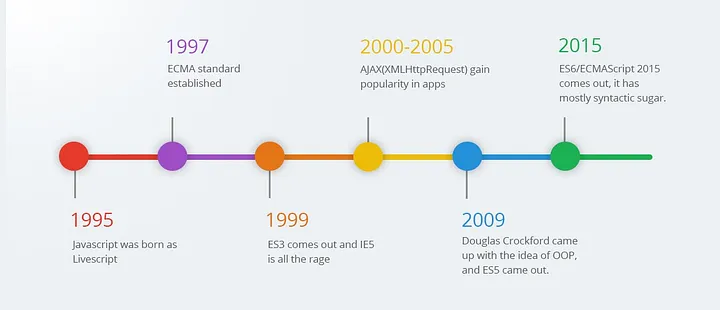 1997
ECMA standard
established
2000-2005
AJAX(XMLHttpRequest) gain
popularity in apps
2015
ES6/ECMAScript 2015
comes out, it has
mostly syntactic sugar.
1995
Javascript was born as
Livescript
1999
ES3 comes out and IE5
is all the rage
2009
Douglas Crockford came
up with the idea of OOP,
and ES5 came out.